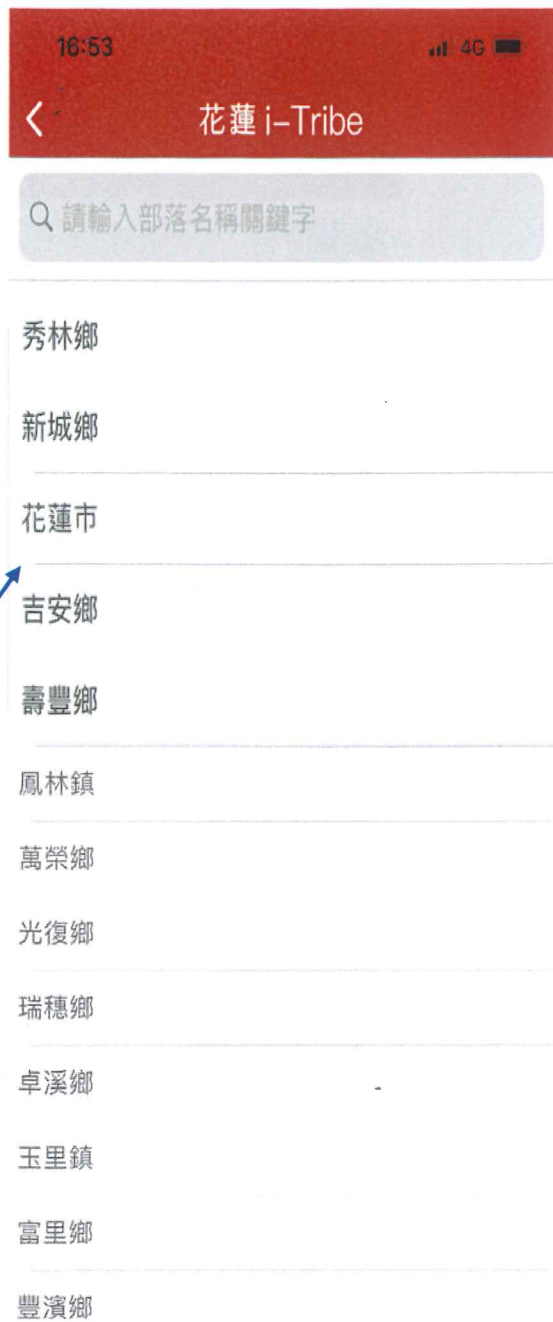 16:53 4G
花蓮 i-Tribe
請輸入部落名稱關鍵字
秀林鄉
新城鄉
花蓮市
吉安鄉
壽豐鄉
鳳林鎮
萬榮鄉
光復鄉
瑞穗鄉
卓溪鄉
玉里鎮
富里鄉
豐濱鄉